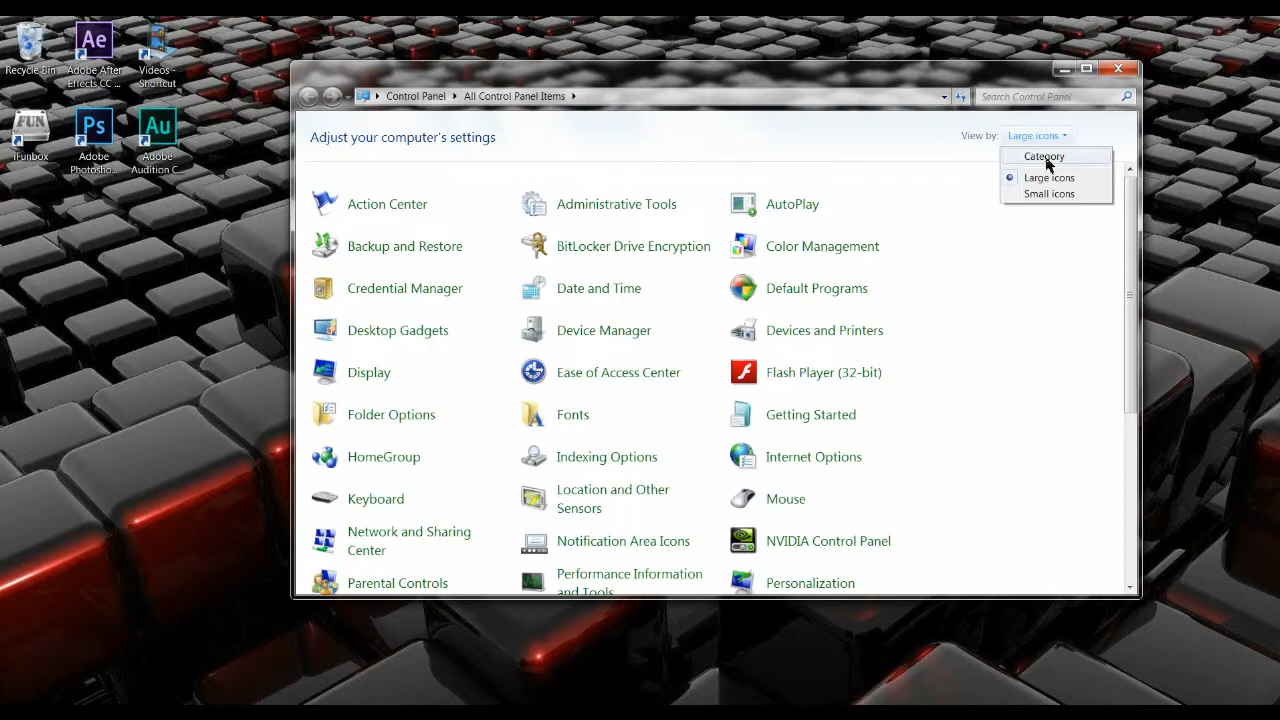 Recycle Bin
Adobe After
Effects CC ...
Videos -
Shortcut
iFunbox
Adobe
Photosho...
Adobe
Audition C...
Ae
FUN
Ps
Au
Control Panel
All Control Panel Items
Search Control Panel
Adjust your computer's settings
View by:
Large icons
Category
Large icons
Small icons
Action Center
Administrative Tools
AutoPlay
Backup and Restore
BitLocker Drive Encryption
Color Management
Credential Manager
Date and Time
Default Programs
Desktop Gadgets
Device Manager
Devices and Printers
Display
Ease of Access Center
Flash Player (32-bit)
Folder Options
Fonts
Getting Started
HomeGroup
Indexing Options
Internet Options
Keyboard
Location and Other
Sensors
Mouse
Network and Sharing
Center
Notification Area Icons
NVIDIA Control Panel
Parental Controls
Performance Information
and Tools
Personalization